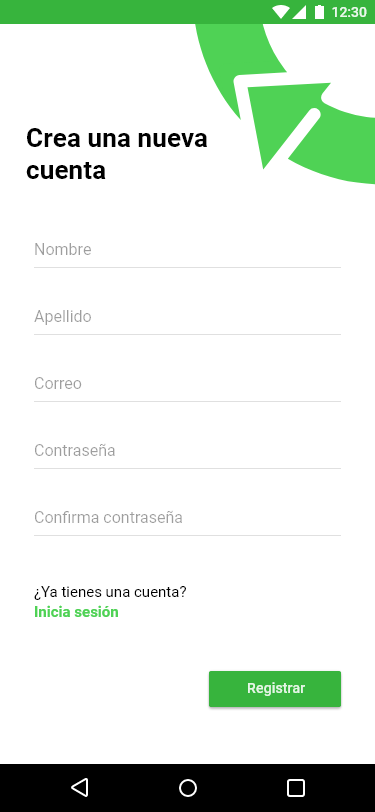 12:30
Crea una nueva
cuenta
Nombre
Apellido
Correo
Contraseña
Confirma contraseña
¿Ya tienes una cuenta?
Inicia sesión
Registrar